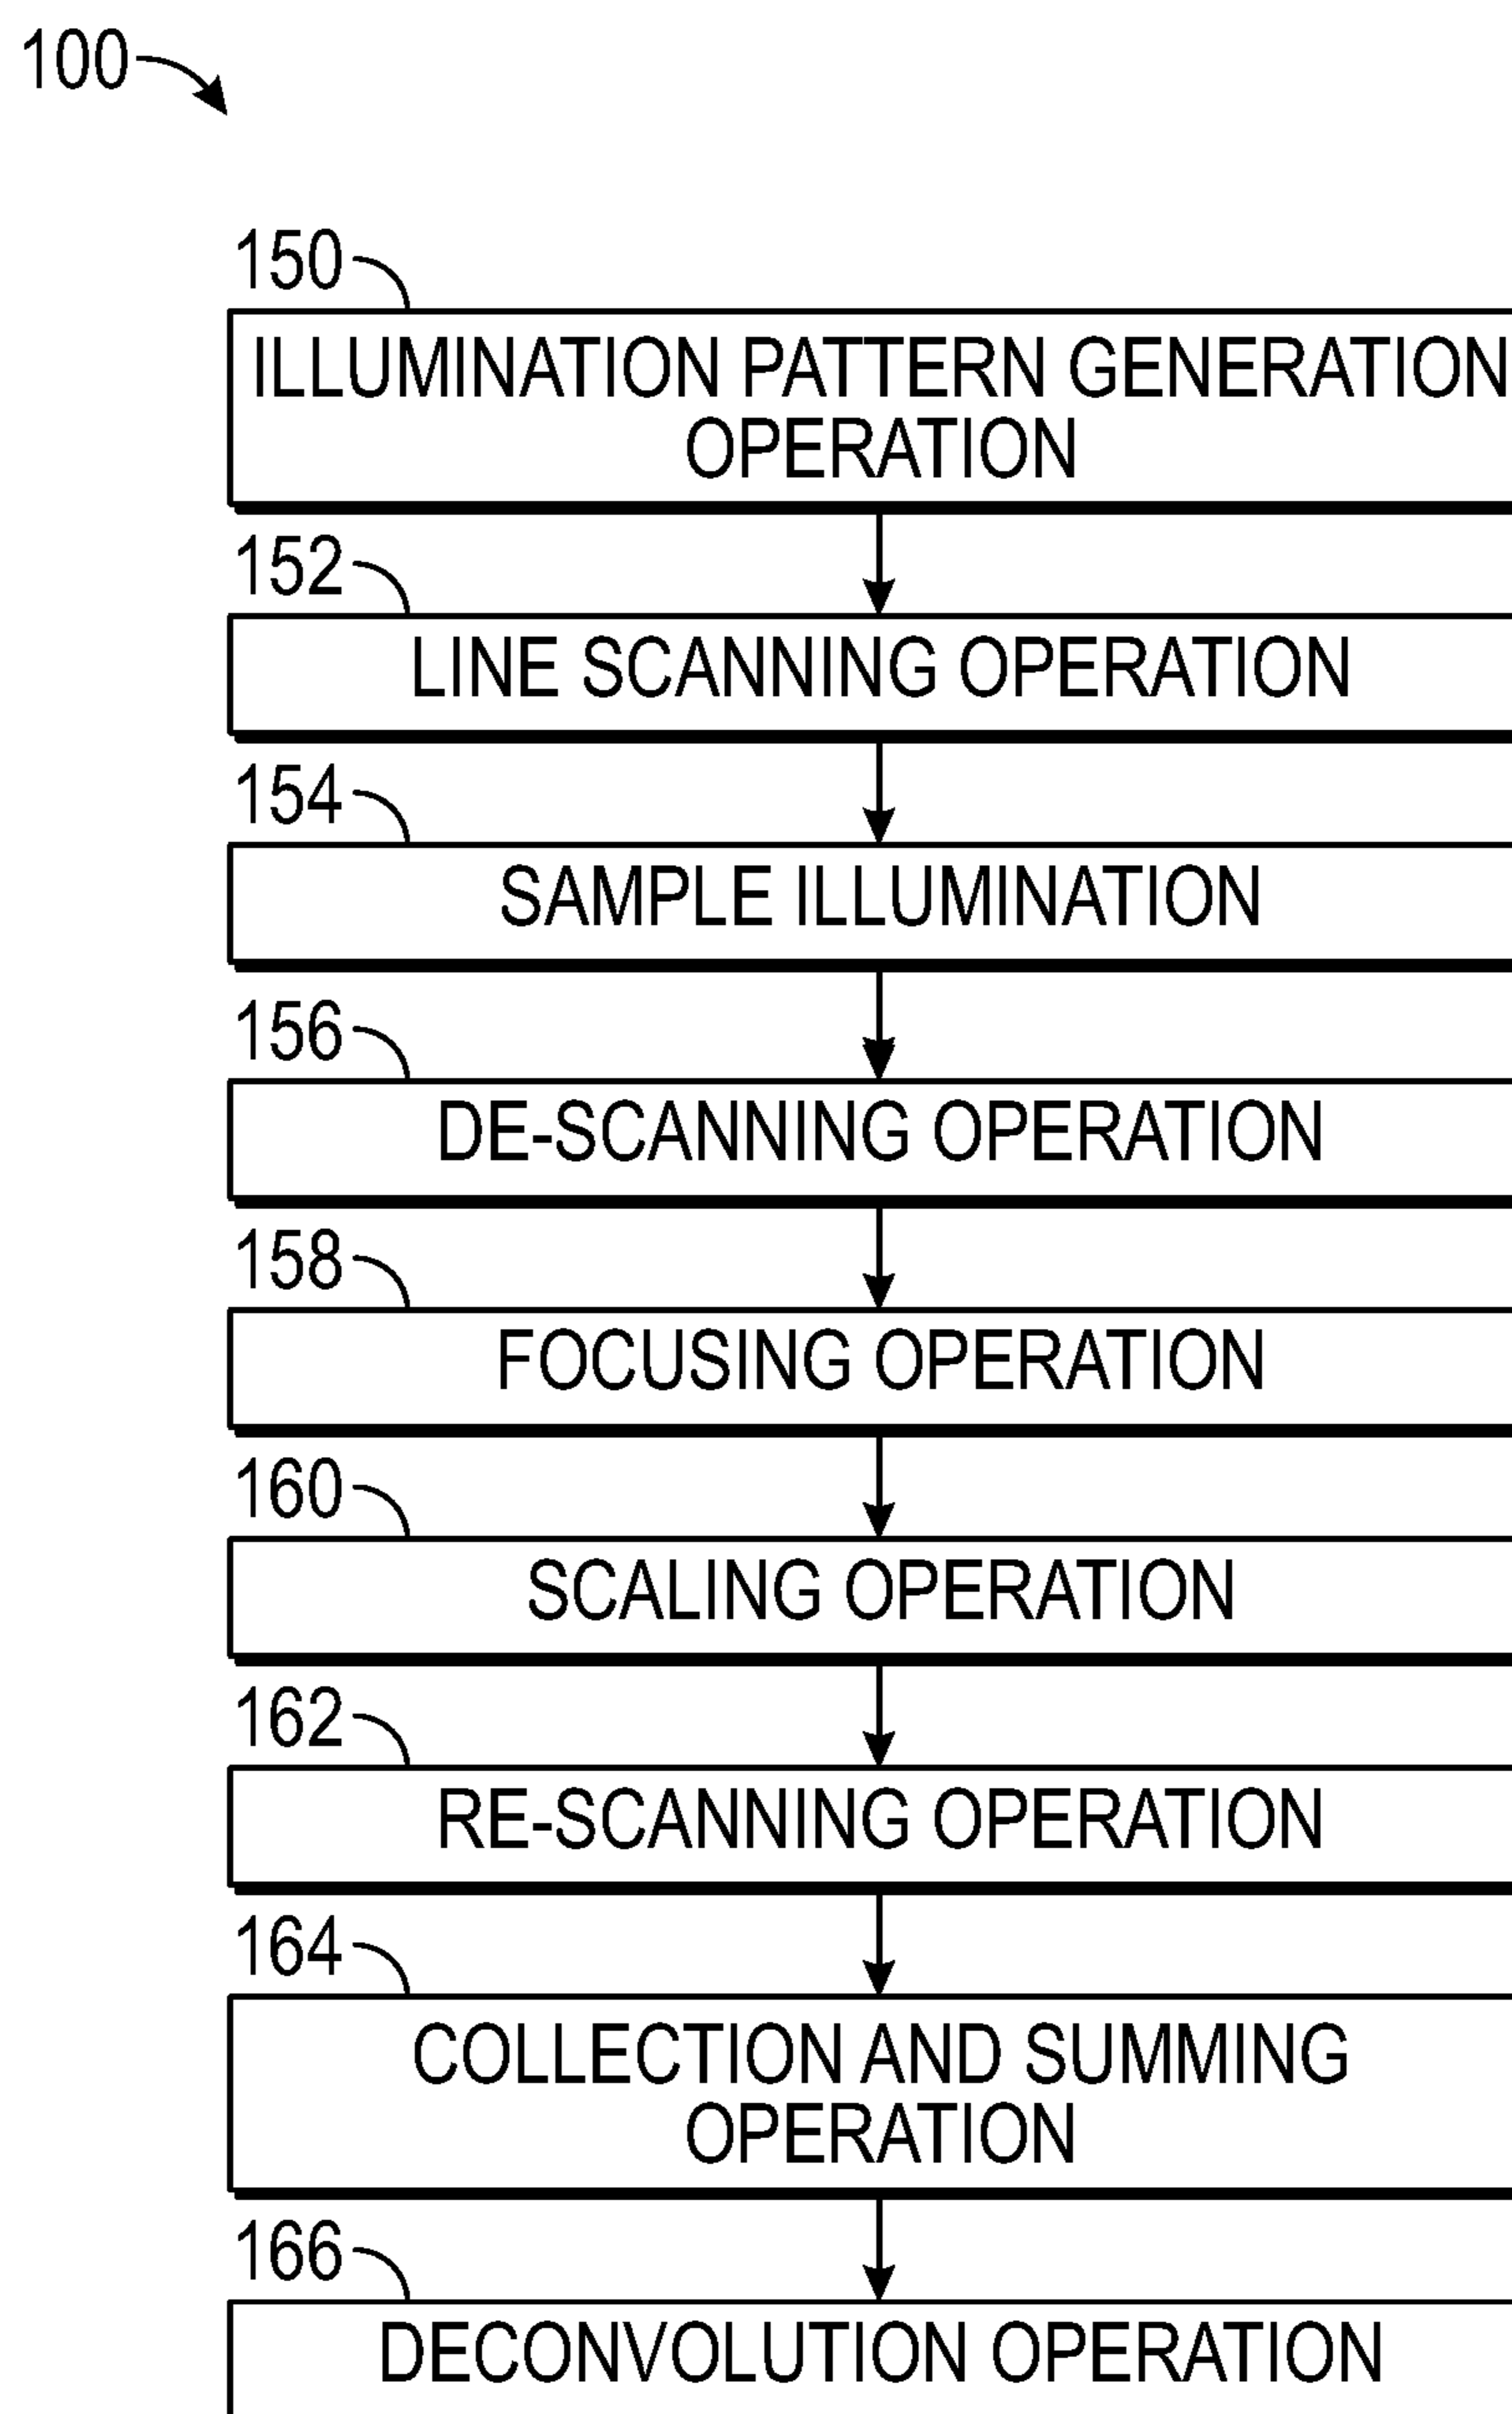 100
150
ILLUMINATION PATTERN GENERATION
OPERATION
152
LINE SCANNING OPERATION
154
SAMPLE ILLUMINATION
156
DE-SCANNING OPERATION
158
FOCUSING OPERATION
160
SCALING OPERATION
162
RE-SCANNING OPERATION
164
COLLECTION AND SUMMING
OPERATION
166
DECONVOLUTION OPERATION